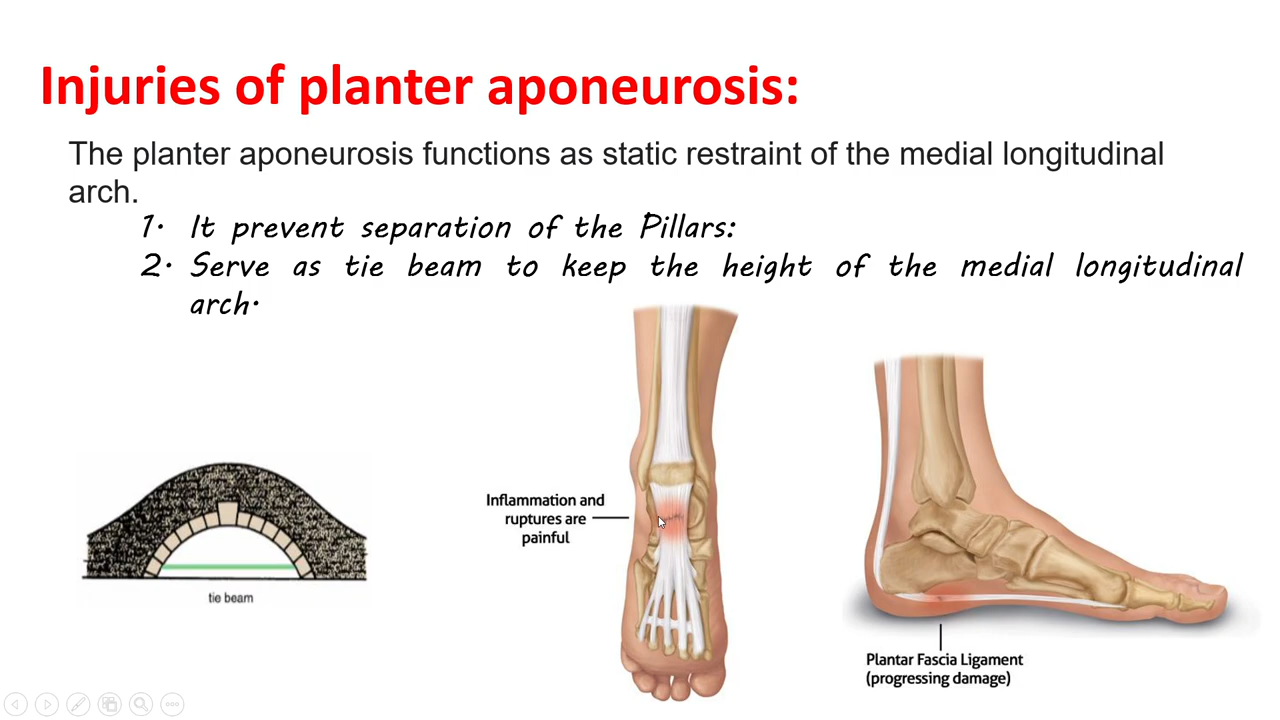 Injuries of planter aponeurosis:
The planter aponeurosis functions as static restraint of the medial longitudinal
arch.
1. It prevent separation of the Pillars:
2. Serve as tie beam to keep the height of the medial longitudinal
arch.
Inflammation and
ruptures are
painful
tie beam
Plantar Fascia Ligament
(progressing damage)